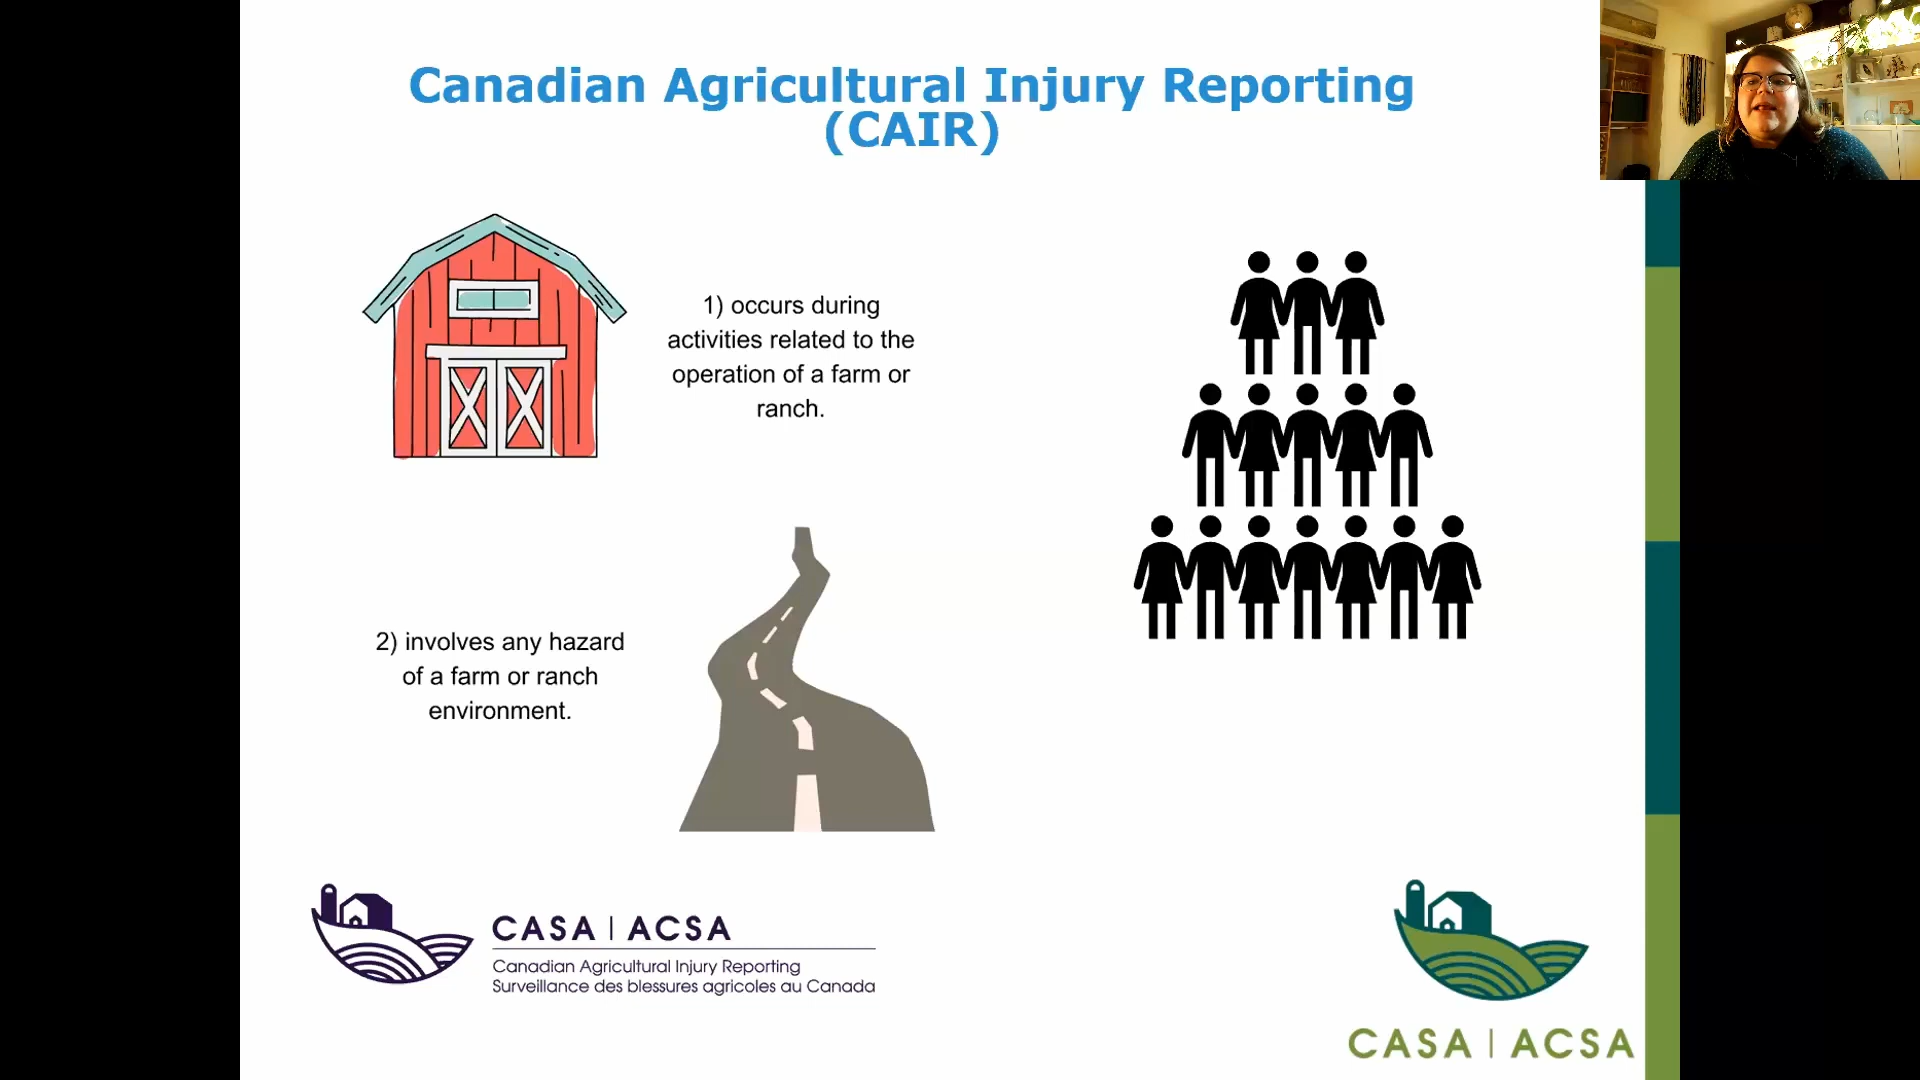 Canadian Agricultural Injury Reporting
(CAIR)
1) occurs during
activities related to the
operation of a farm or
ranch.
2) involves any hazard
of a farm or ranch
environment.
CASA | ACSA
Canadian Agricultural Injury Reporting
Surveillance des blessures agricoles au Canada
CASA | ACSA